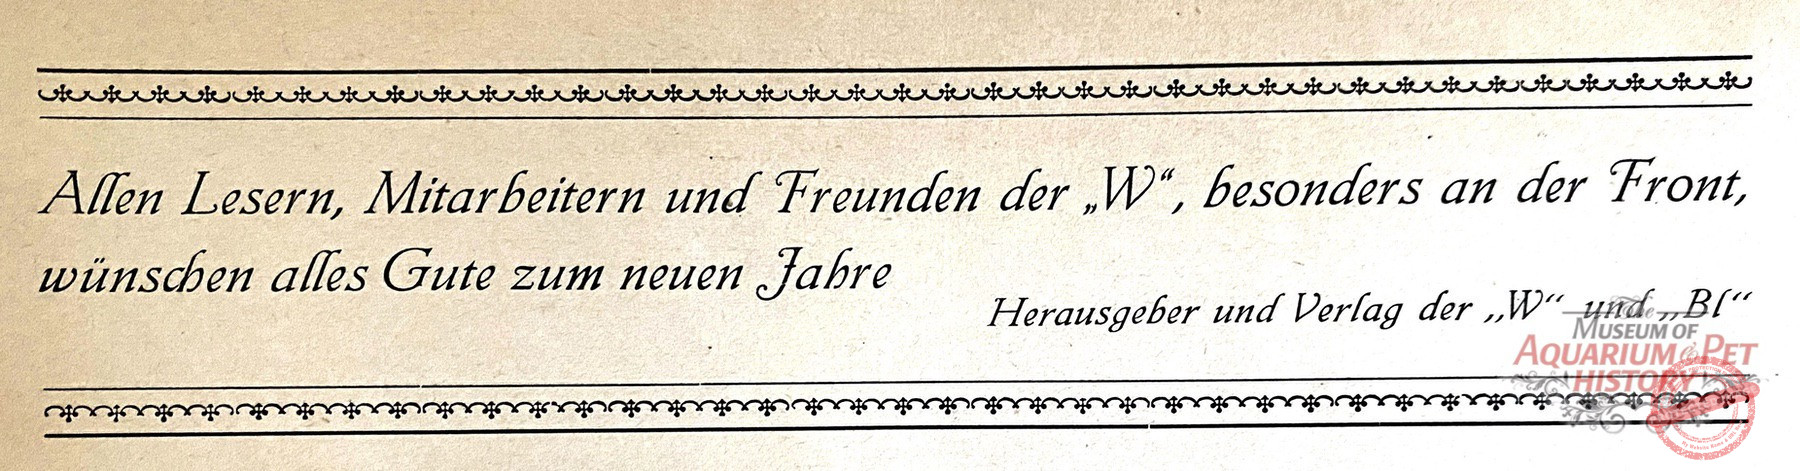 Allen Lesern, Mitarbeitern und Freunden der „W“, besonders an der Front,
wünschen alles Gute zum neuen Jahre
Herausgeber und Verlag der „W“ und „Bl“
The
MUSEUM OF
AQUARIUM & PET
HISTORY